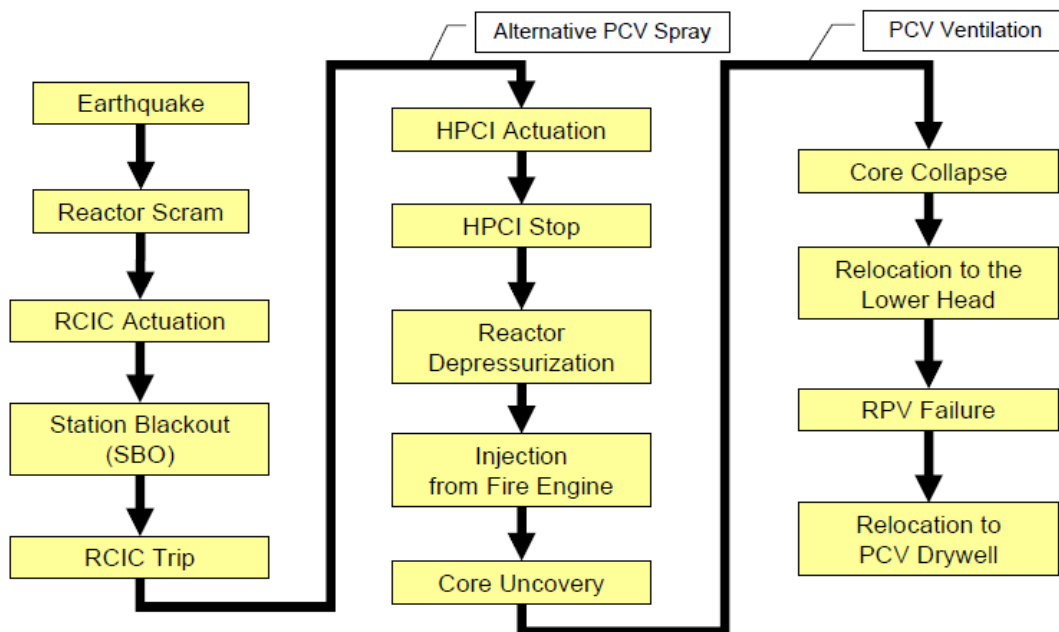 Alternative PCV Spray
PCV Ventilation
Earthquake
Reactor Scram
RCIC Actuation
Station Blackout
(SBO)
RCIC Trip
HPCI Actuation
HPCI Stop
Reactor
Depressurization
Injection
from Fire Engine
Core Uncovery
Core Collapse
Relocation to the
Lower Head
RPV Failure
Relocation to
PCV Drywell